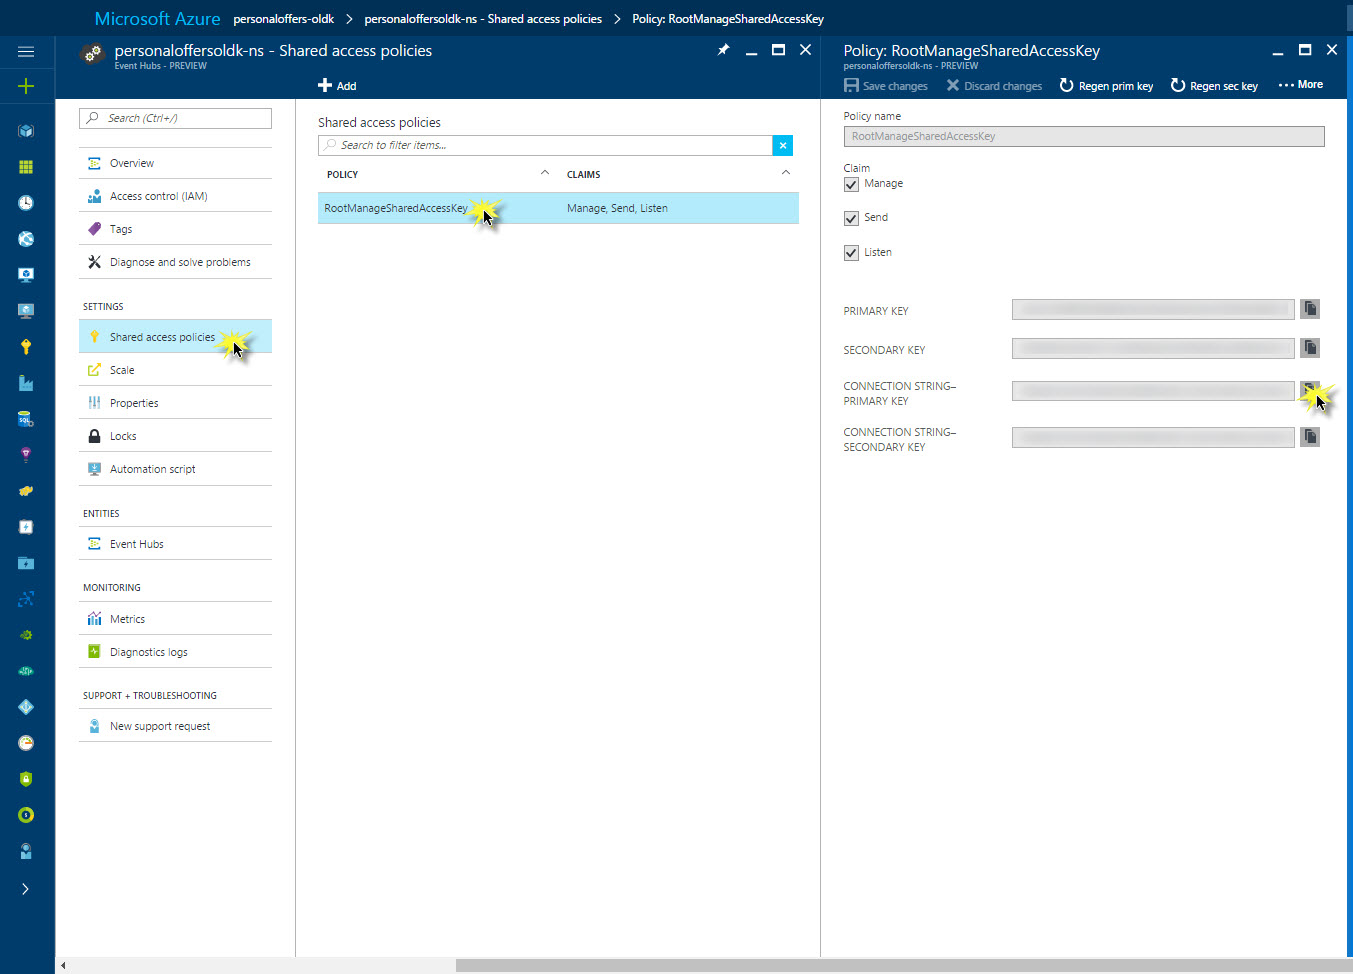 Microsoft Azure personaloffers-oldk > personaloffersoldk-ns - Shared access policies > Policy: RootManageSharedAccessKey
personaloffersoldk-ns - Shared access policies
Event Hubs - PREVIEW
Add
Search (Ctrl+/)
Overview
Access control (IAM)
Tags
Diagnose and solve problems
SETTINGS
Shared access policies
Scale
Properties
Locks
Automation script
ENTITIES
Event Hubs
MONITORING
Metrics
Diagnostics logs
SUPPORT + TROUBLESHOOTING
New support request
Shared access policies
Search to filter items...
POLICY CLAIMS
RootManageSharedAccessKey Manage, Send, Listen
Policy: RootManageSharedAccessKey
personaloffersoldk-ns - PREVIEW
Save changes Discard changes Regen prim key Regen sec key More
Policy name
RootManageSharedAccessKey
Claim
Manage
Send
Listen
PRIMARY KEY
SECONDARY KEY
CONNECTION STRING–
PRIMARY KEY
CONNECTION STRING–
SECONDARY KEY